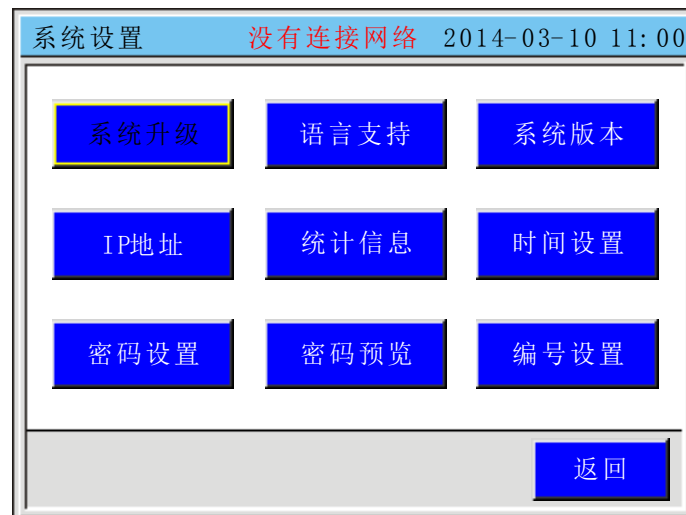 系统设置 没有连接网络 2014-03-10 11:00
系统升级 语言支持 系统版本
IP地址 统计信息 时间设置
密码设置 密码预览 编号设置
返回